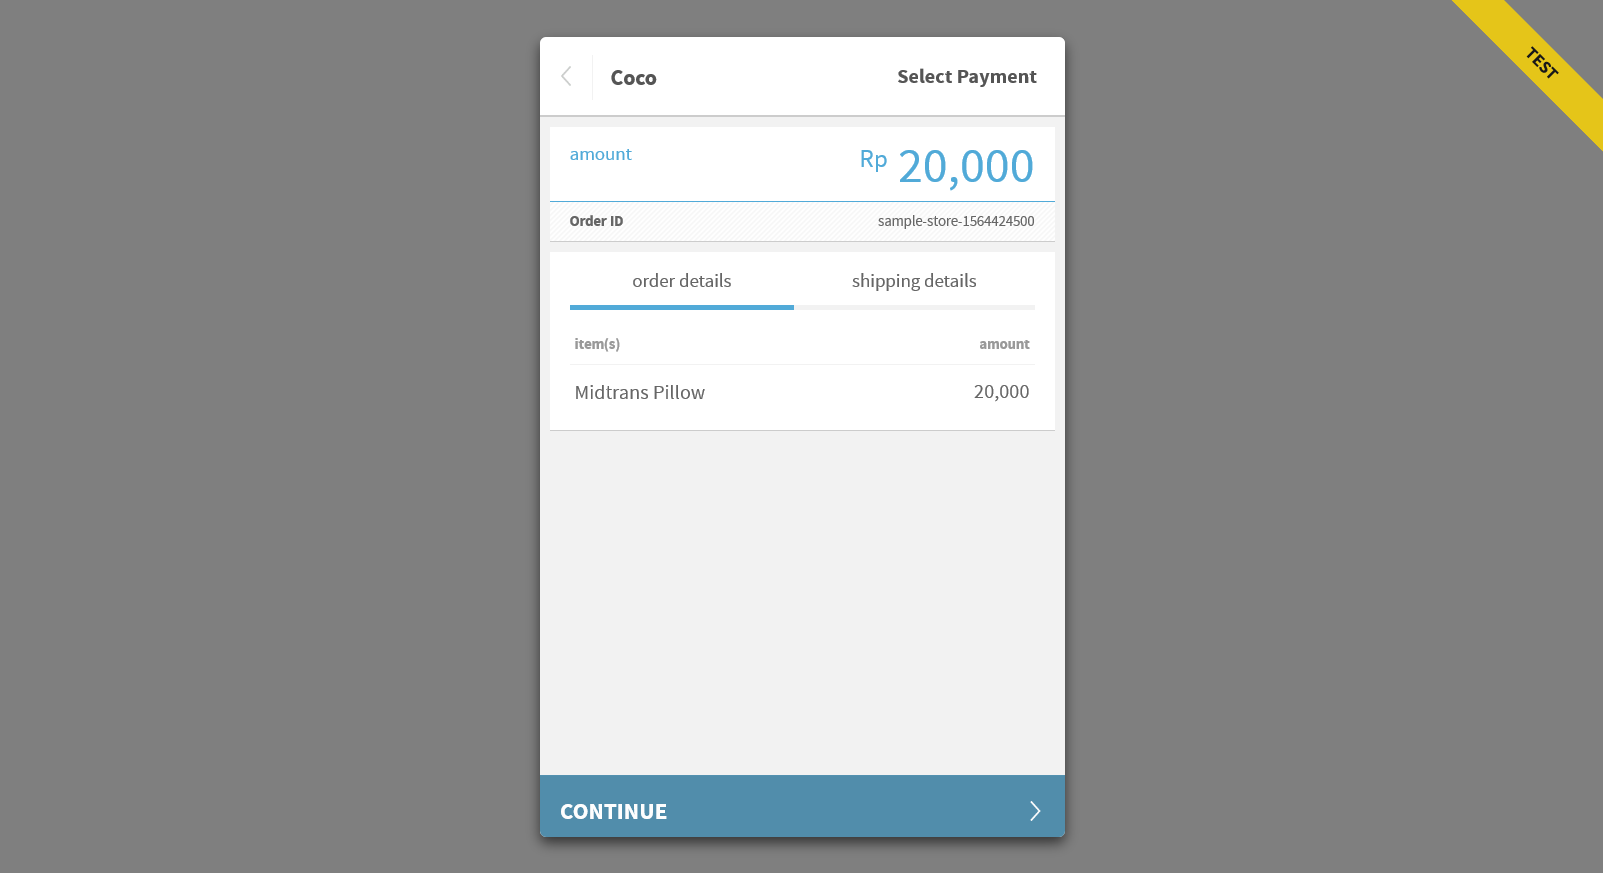 Coco Select Payment
TEST
amount Rp 20,000
Order ID sample-store-1564424500
order details shipping details
item(s) amount
Midtrans Pillow 20,000
CONTINUE